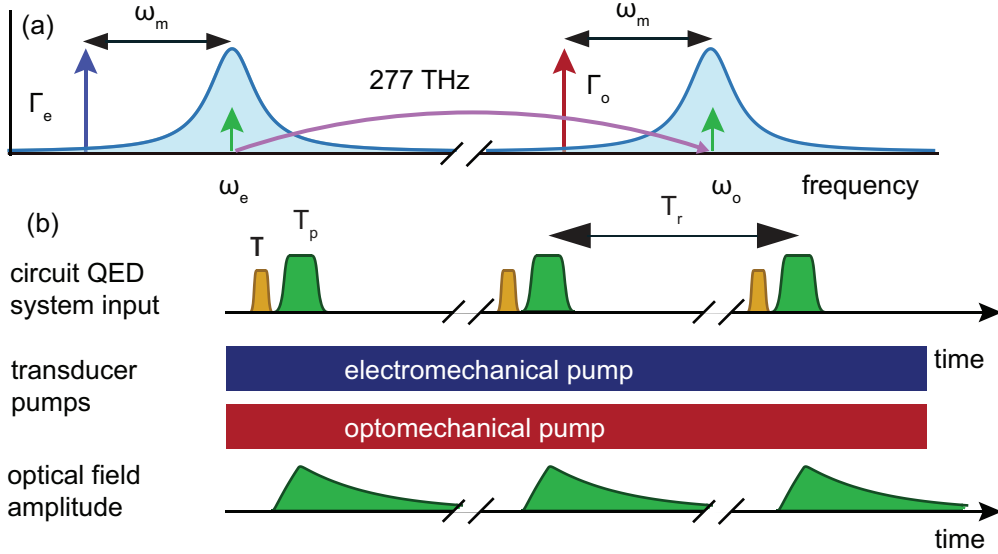 (a)
ω_m
ω_m
Γ_e
277 THz
Γ_o
ω_e
ω_o
frequency
(b)
T
T_p
T_r
circuit QED
system input
time
transducer
pumps
electromechanical pump
optomechanical pump
optical field
amplitude
time